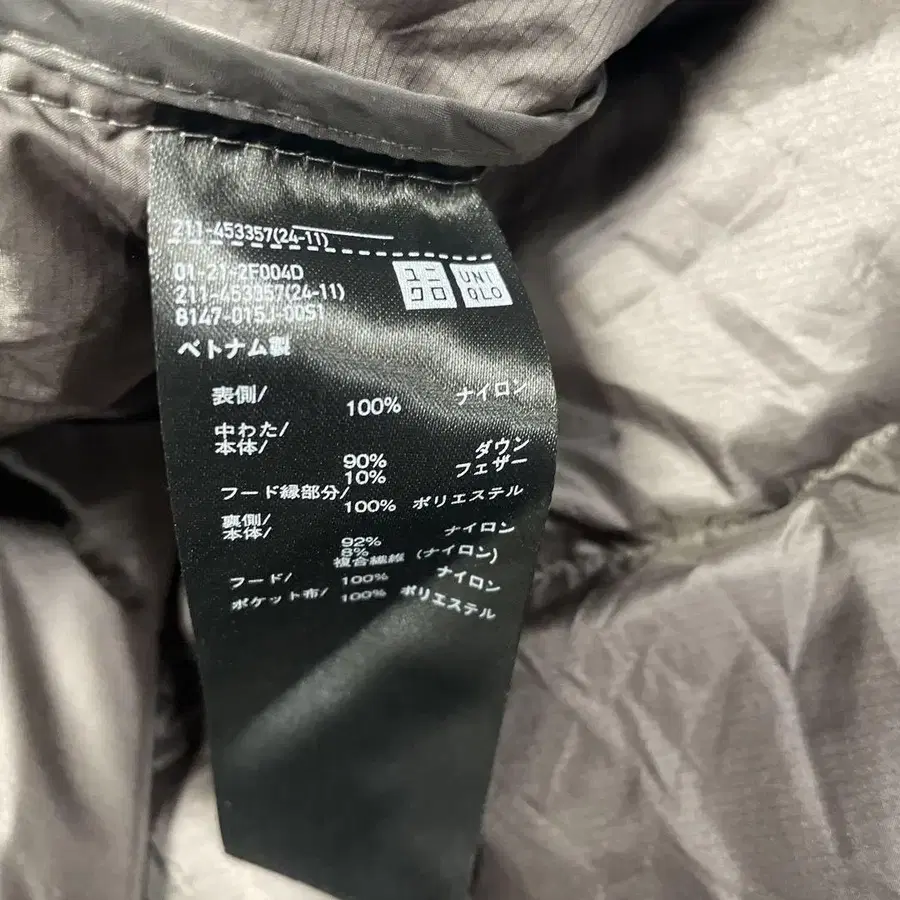 211-453357(24-11)
01-21-2F004D
211-453357(24-11)
8147-015J-00S1
ユニクロ
UNIQLO
ベトナム製
表側/ 100% ナイロン
中わた/
本体/ 90% ダウン
10% フェザー
フード縁部分/ 100% ポリエステル
裏側/
本体/ 92% ナイロン
8% 複合繊維 (ナイロン)
フード/ 100% ナイロン
ポケット布/ 100% ポリエステル